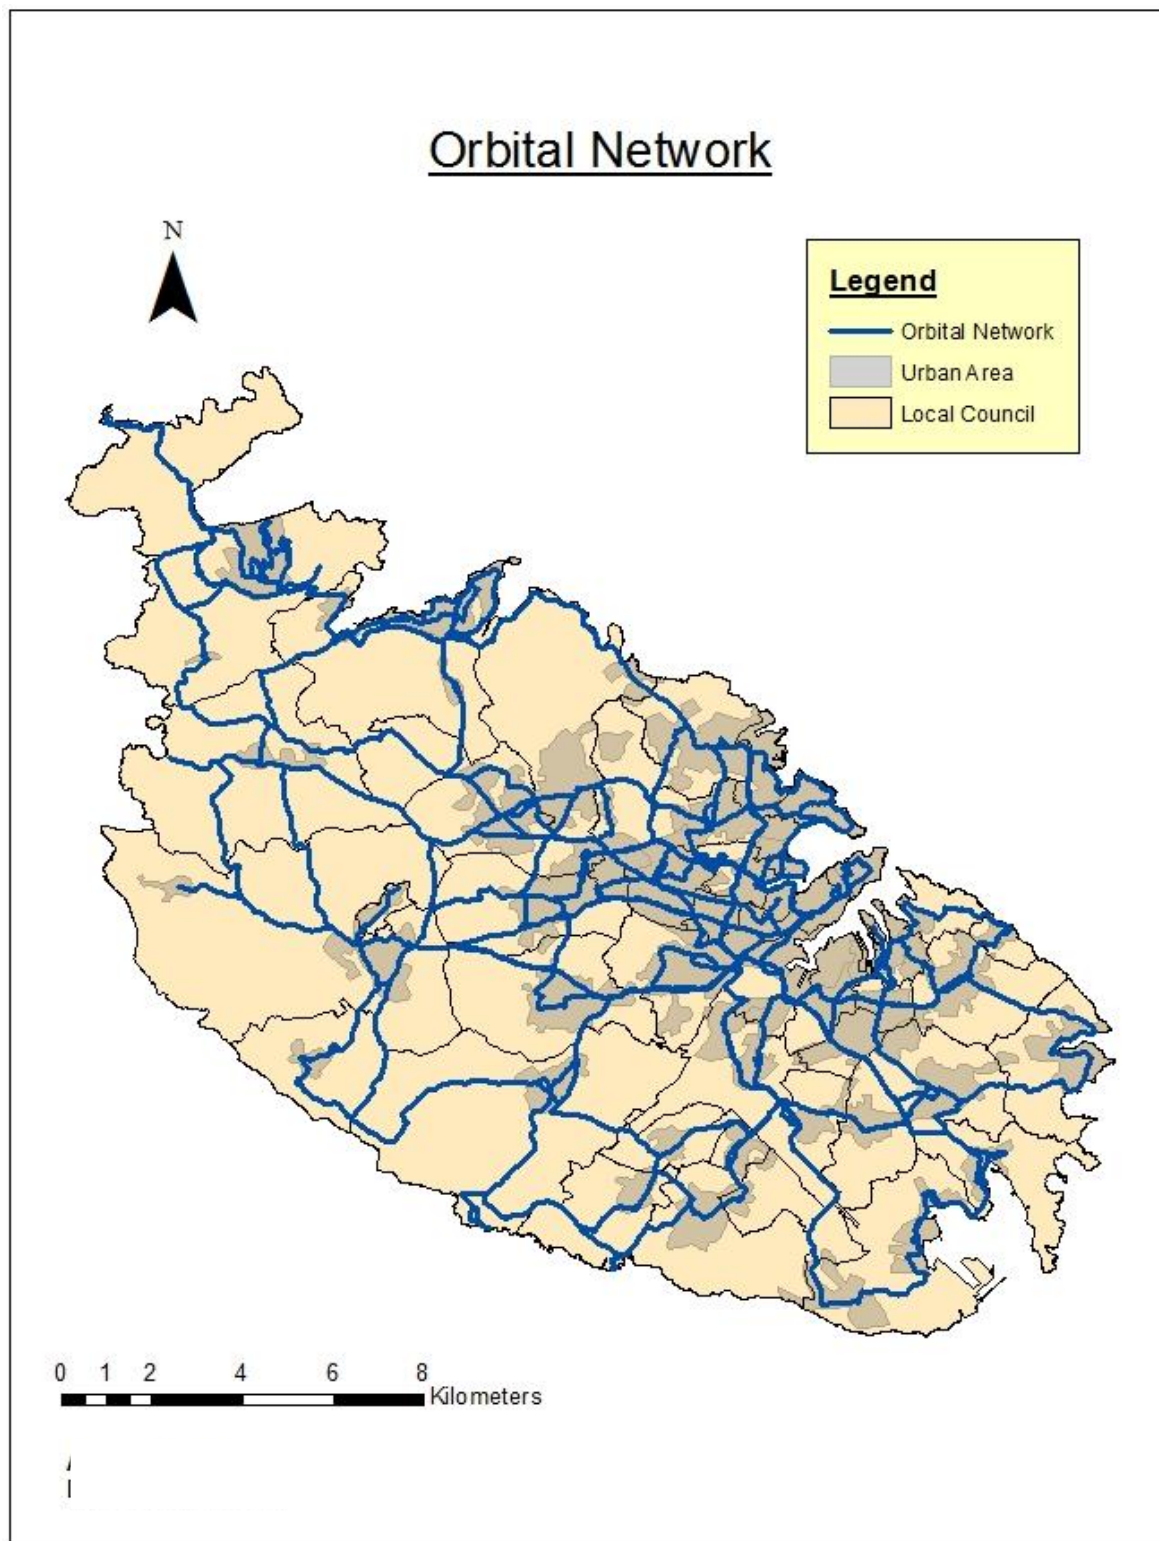 Orbital Network
N
Legend
Orbital Network
Urban Area
Local Council
0 1 2 4 6 8
Kilometers